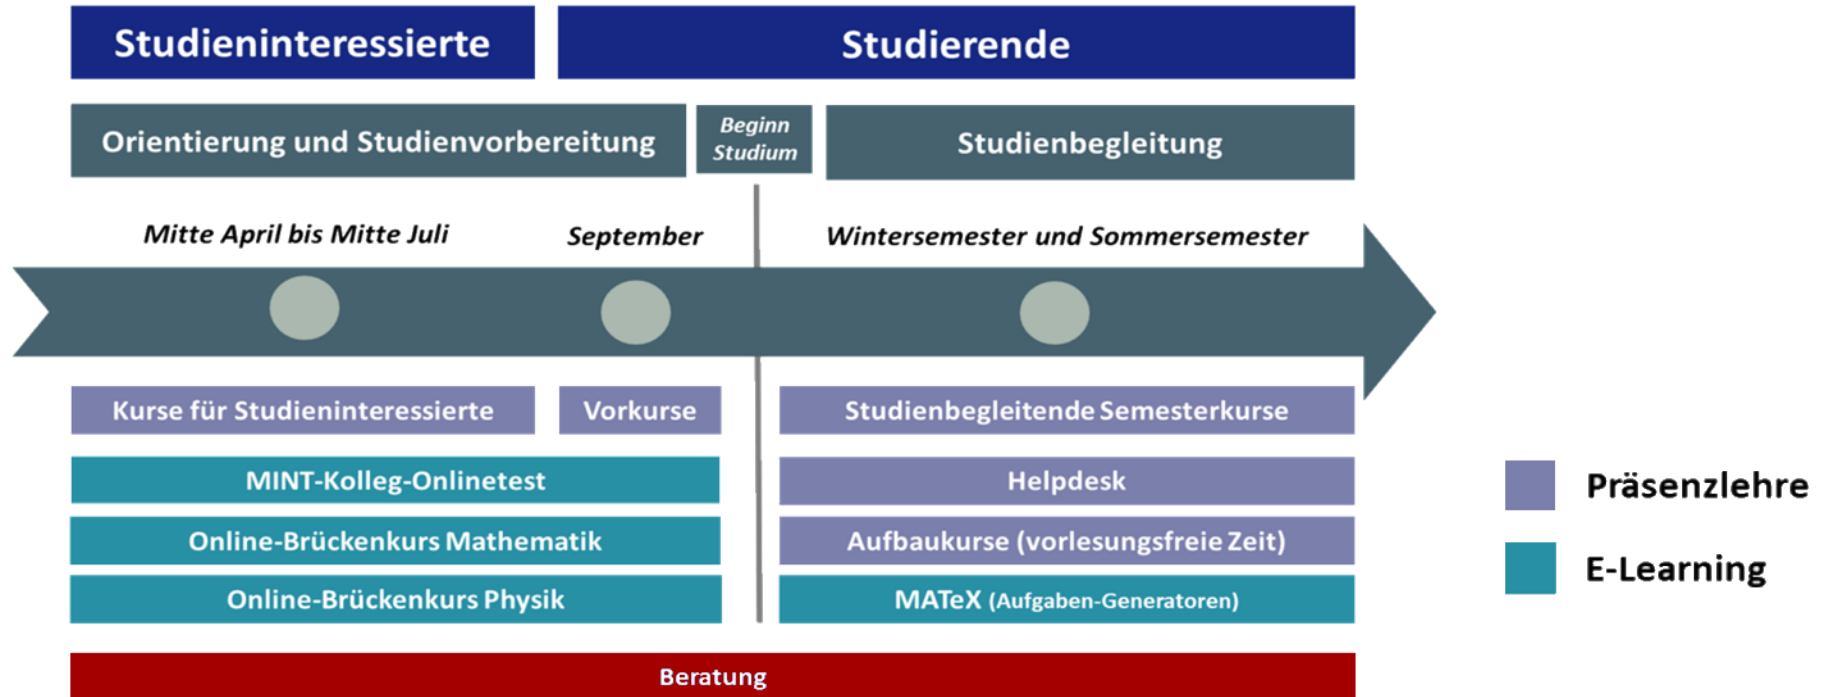 Studieninteressierte
Studierende
Orientierung und Studienvorbereitung
Beginn
Studium
Studienbegleitung
Mitte April bis Mitte Juli
September
Wintersemester und Sommersemester
Kurse für Studieninteressierte
Vorkurse
Studienbegleitende Semesterkurse
MINT-Kolleg-Onlinetest
Helpdesk
Online-Brückenkurs Mathematik
Aufbaukurse (vorlesungsfreie Zeit)
Online-Brückenkurs Physik
MATeX (Aufgaben-Generatoren)
Beratung
Präsenzlehre
E-Learning